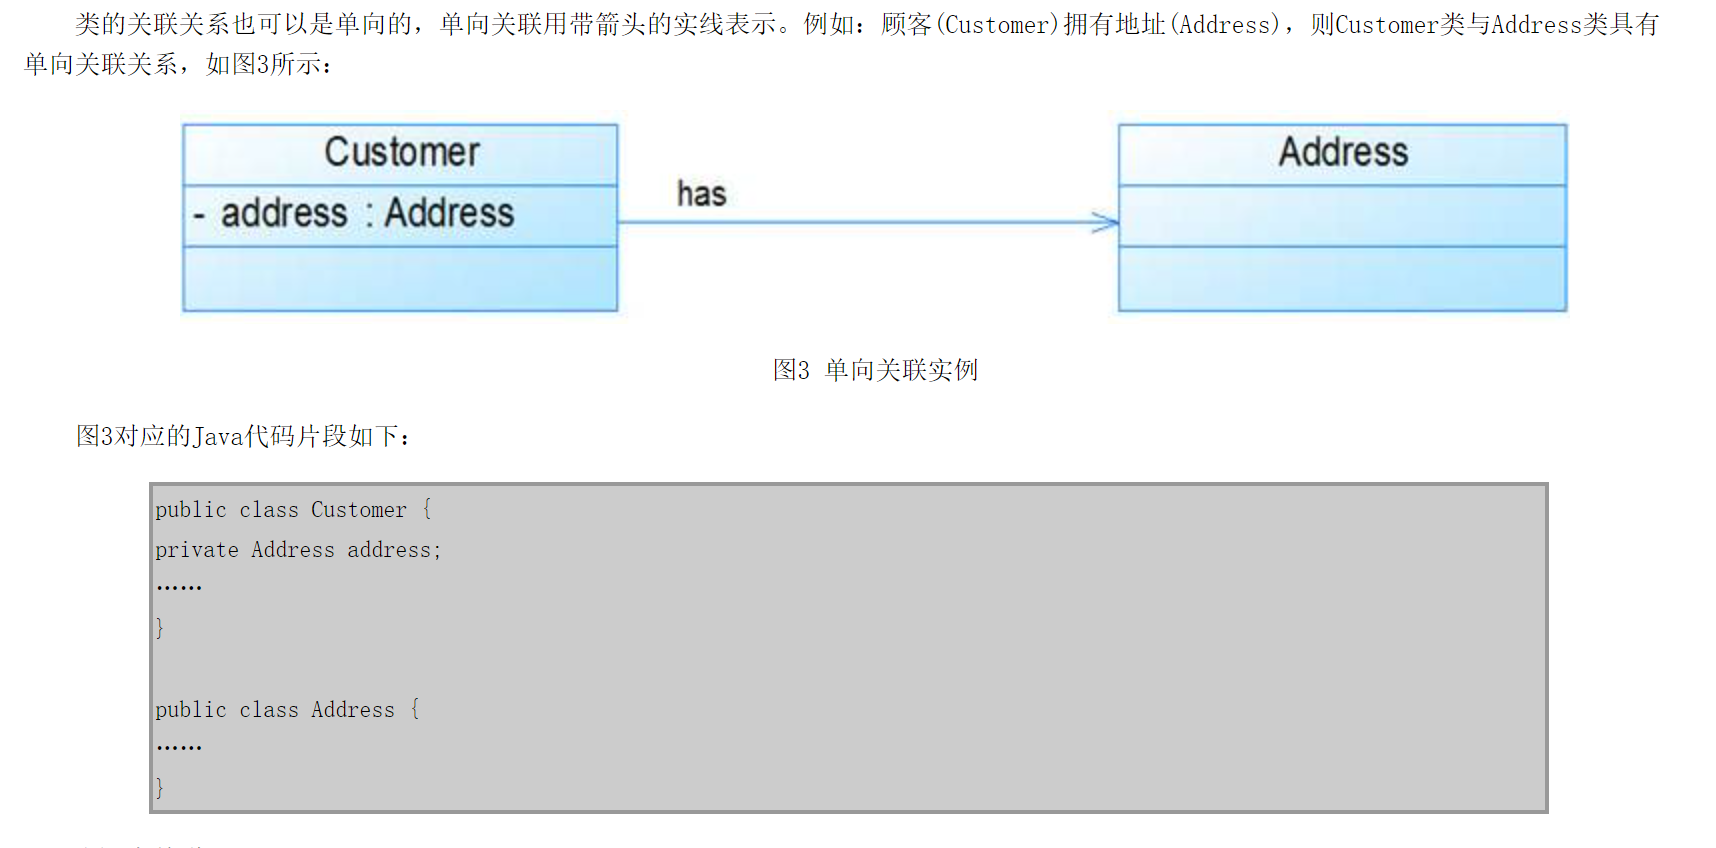 类的关联关系也可以是单向的，单向关联用带箭头的实线表示。例如：顾客(Customer)拥有地址(Address)，则Customer类与Address类具有
单向关联关系，如图3所示：
Customer
- address : Address
has
Address
图3 单向关联实例
图3对应的Java代码片段如下：
public class Customer {
private Address address;
……
}
public class Address {
……
}